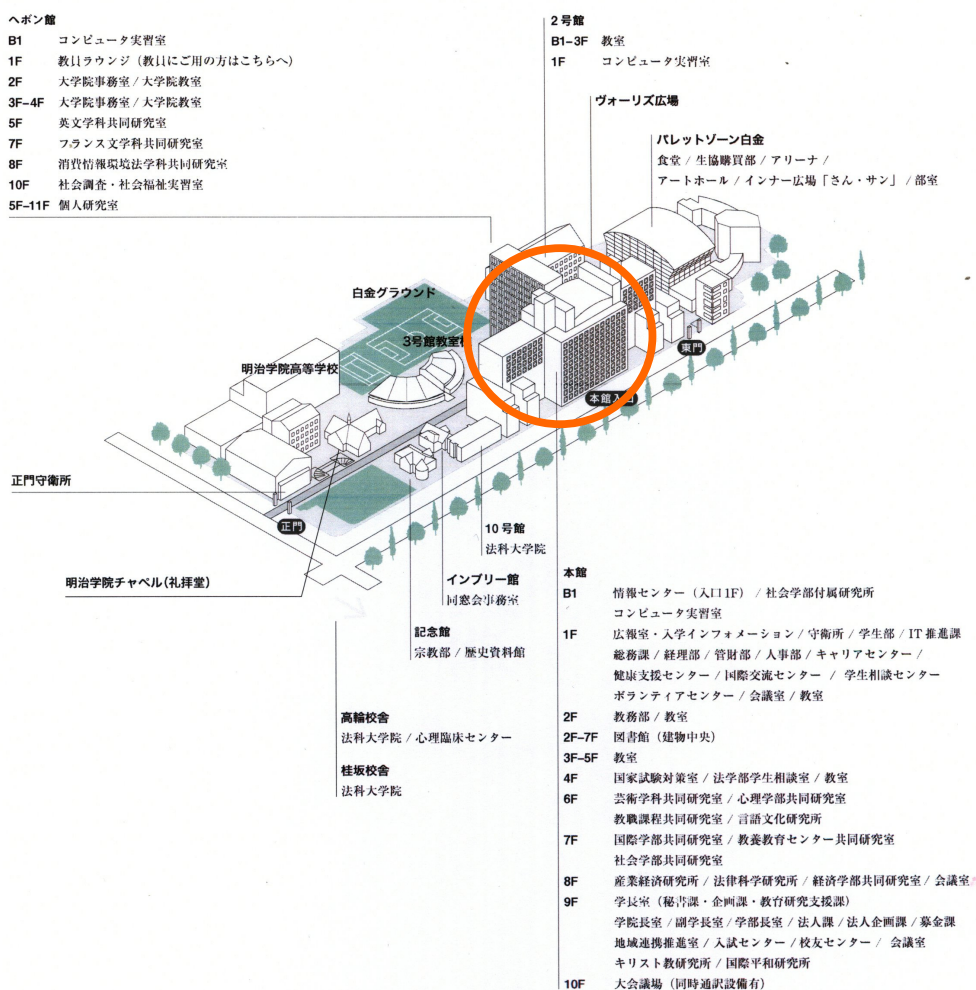 ヘボン館
B1 コンピュータ実習室
1F 教員ラウンジ（教員にご用の方はこちらへ）
2F 大学院事務室 / 大学院教室
3F–4F 大学院事務室 / 大学院教室
5F 英文学科共同研究室
7F フランス文学科共同研究室
8F 消費情報環境法学科共同研究室
10F 社会調査・社会福祉実習室
5F–11F 個人研究室
2号館
B1–3F 教室
1F コンピュータ実習室
ヴォーリズ広場
パレットゾーン白金
食堂 / 生協購買部 / アリーナ /
アートホール / インナー広場「さん・サン」 / 部室
白金グラウンド
3号館教室
明治学院高等学校
東門
本館入口
正門守衛所
正門
明治学院チャペル（礼拝堂）
10号館
法科大学院
インブリー館
同窓会事務室
記念館
宗教部 / 歴史資料館
高輪校舎
法科大学院 / 心理臨床センター
桂坂校舎
法科大学院
本館
B1 情報センター（入口1F） / 社会学部付属研究所
コンピュータ実習室
1F 広報室・入学インフォメーション / 守衛所 / 学生部 / IT推進課
総務課 / 経理部 / 管財部 / 人事部 / キャリアセンター /
健康支援センター / 国際交流センター / 学生相談センター
ボランティアセンター / 会議室 / 教室
2F 教務部 / 教室
2F–7F 図書館（建物中央）
3F–5F 教室
4F 国家試験対策室 / 法学部学生相談室 / 教室
6F 芸術学科共同研究室 / 心理学部共同研究室
教職課程共同研究室 / 言語文化研究所
7F 国際学部共同研究室 / 教養教育センター共同研究室
社会学部共同研究室
8F 産業経済研究所 / 法律科学研究所 / 経済学部共同研究室 / 会議室
9F 学長室（秘書課・企画課・教育研究支援課）
学院長室 / 副学長室 / 学部長室 / 法人課 / 法人企画課 / 募金課
地域連携推進室 / 入試センター / 校友センター / 会議室
キリスト教研究所 / 国際平和研究所
10F 大会議場（同時通訳設備有）